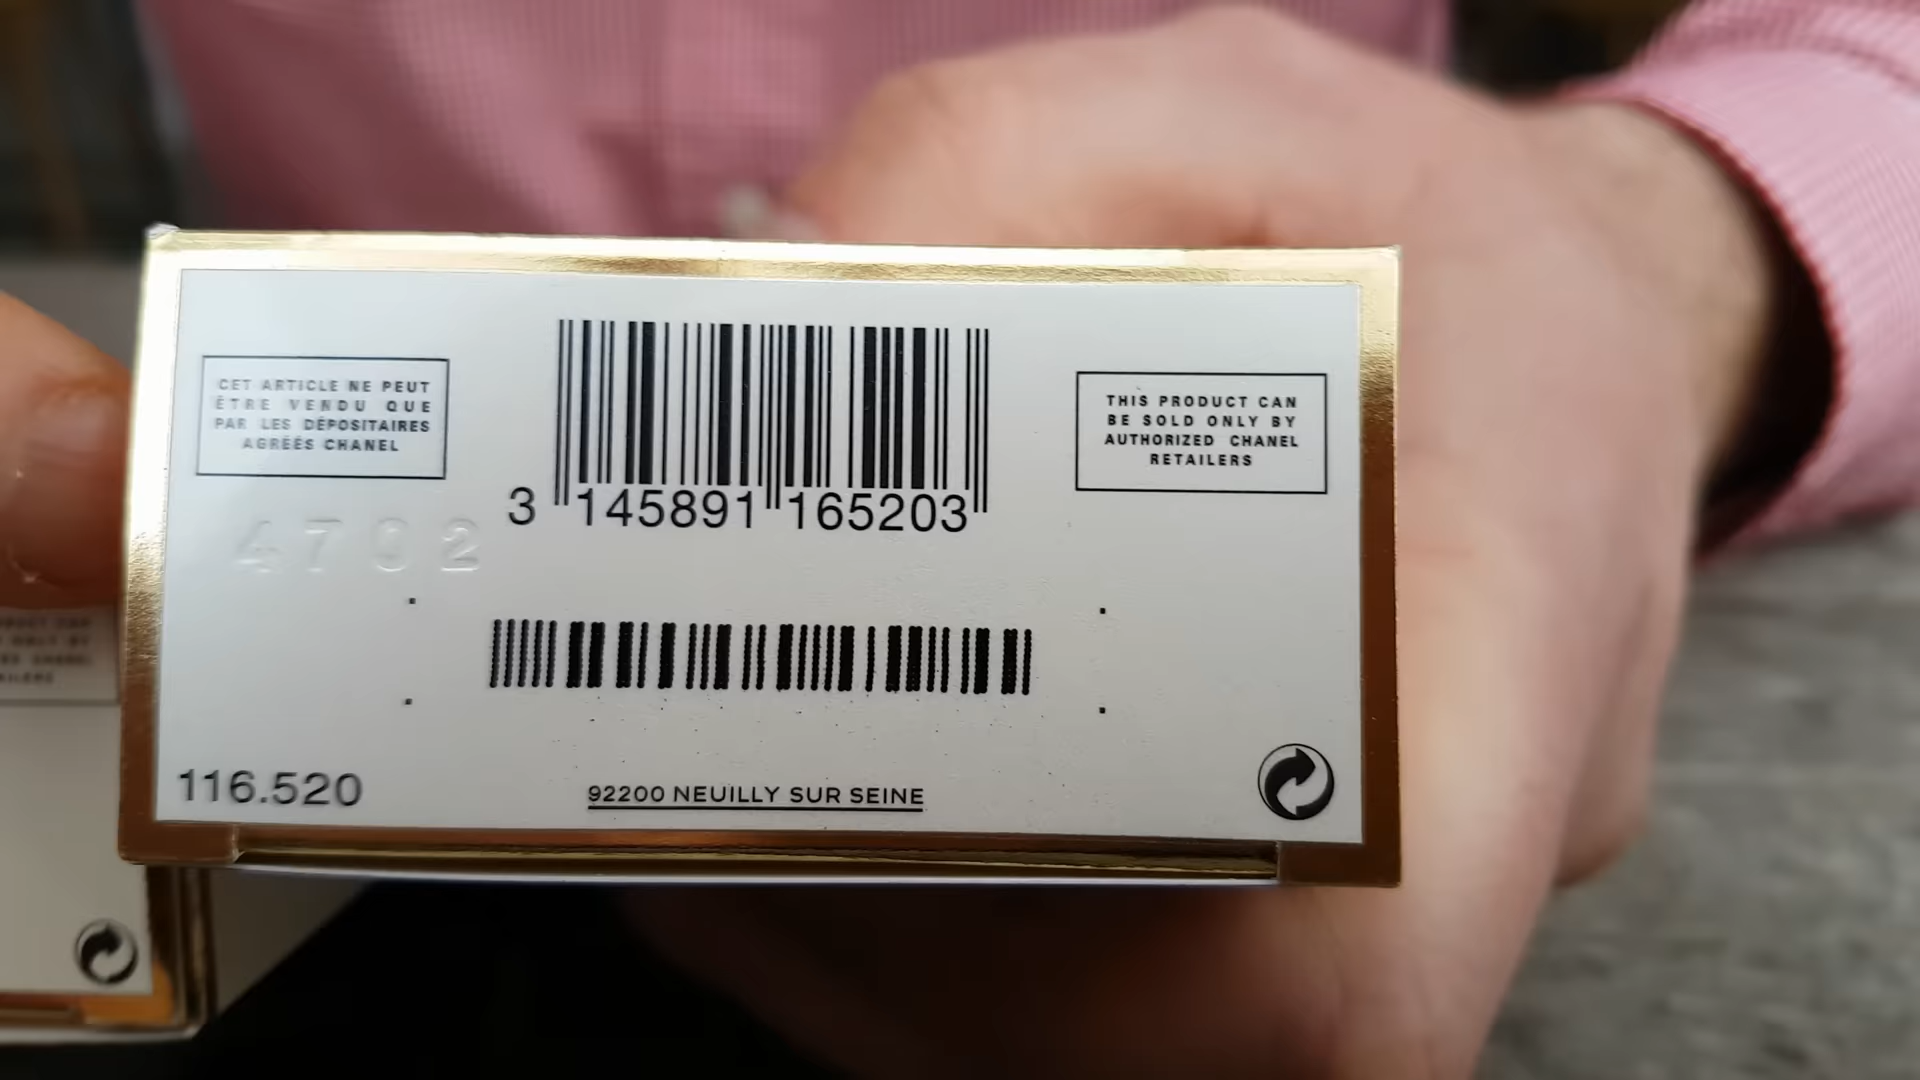 CET ARTICLE NE PEUT
ÊTRE VENDU QUE
PAR LES DÉPOSITAIRES
AGRÉÉS CHANEL
THIS PRODUCT CAN
BE SOLD ONLY BY
AUTHORIZED CHANEL
RETAILERS
3 145891 165203
4702
116.520
92200 NEUILLY SUR SEINE